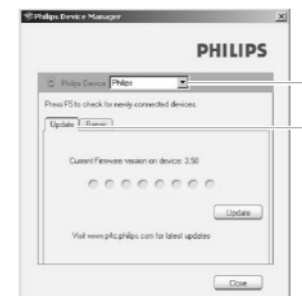 Philips Device Manager
PHILIPS
Philips Device Philips
Press F5 to check for newly connected devices.
Update Repair
Current Firmware version on device: 3.50
Update
Visit www.p4c.philips.com for latest updates
Close